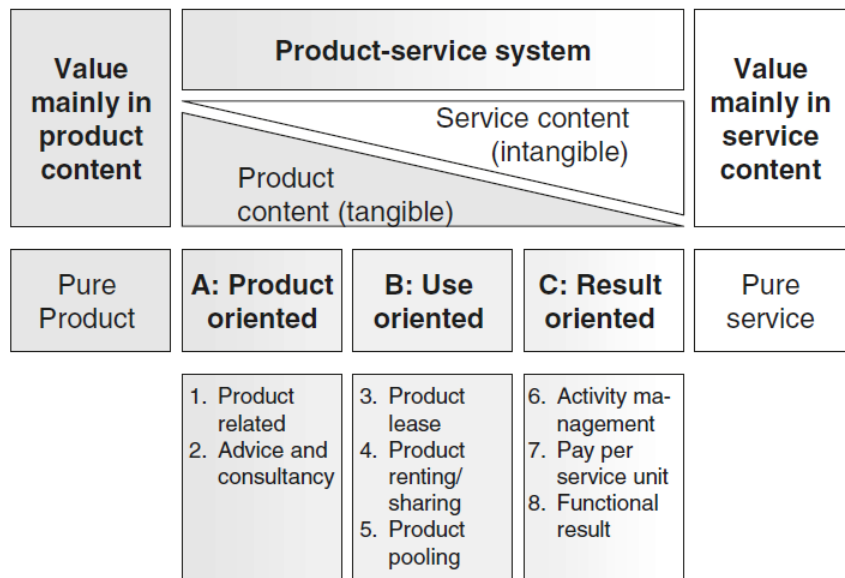 Value
mainly in
product
content
Product-service system
Service content
(intangible)
Product
content (tangible)
Value
mainly in
service
content
Pure
Product
A: Product
oriented
B: Use
oriented
C: Result
oriented
Pure
service
1. Product
related
2. Advice and
consultancy
3. Product
lease
4. Product
renting/
sharing
5. Product
pooling
6. Activity ma-
nagement
7. Pay per
service unit
8. Functional
result